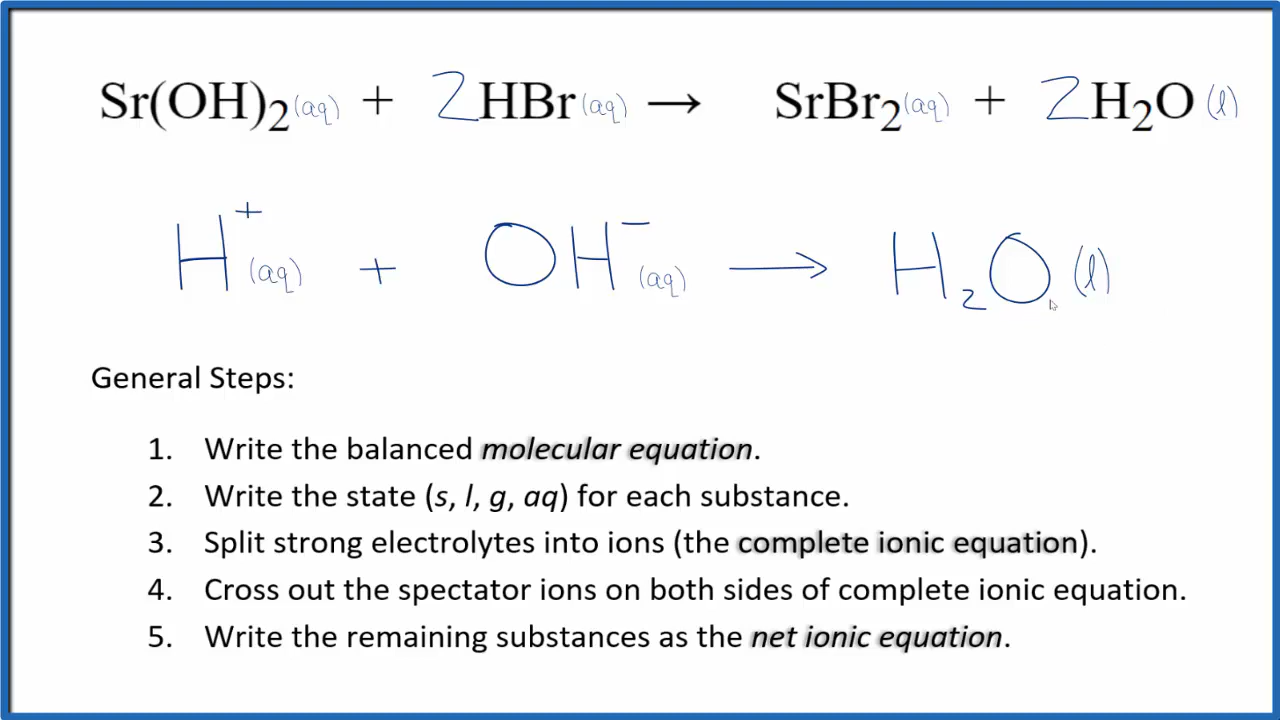 Sr(OH)₂(aq) + 2HBr(aq) → SrBr₂(aq) + 2H₂O(l)
H⁺(aq) + OH⁻(aq) → H₂O(l)
General Steps:
1. Write the balanced molecular equation.
2. Write the state (s, l, g, aq) for each substance.
3. Split strong electrolytes into ions (the complete ionic equation).
4. Cross out the spectator ions on both sides of complete ionic equation.
5. Write the remaining substances as the net ionic equation.